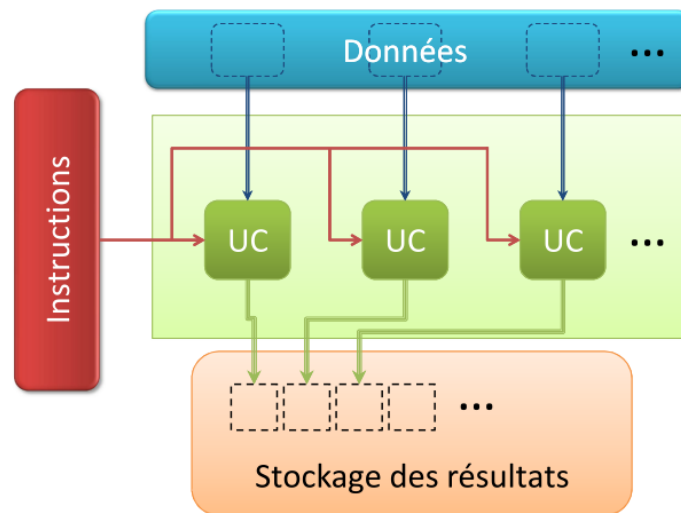 Données
...
Instructions
UC
UC
UC
...
...
Stockage des résultats